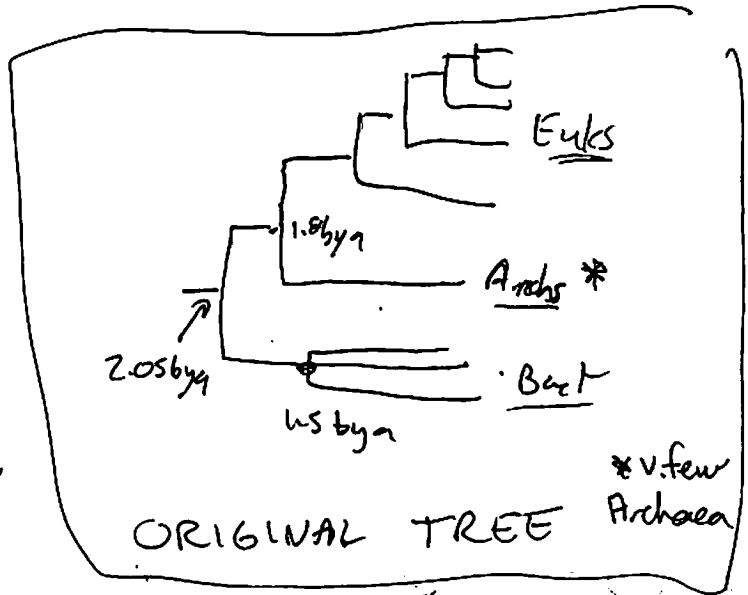 Euks
1.8bya
Archs *
2.05bya
Bact
1.5 bya
* v. few
Archaea
ORIGINAL TREE